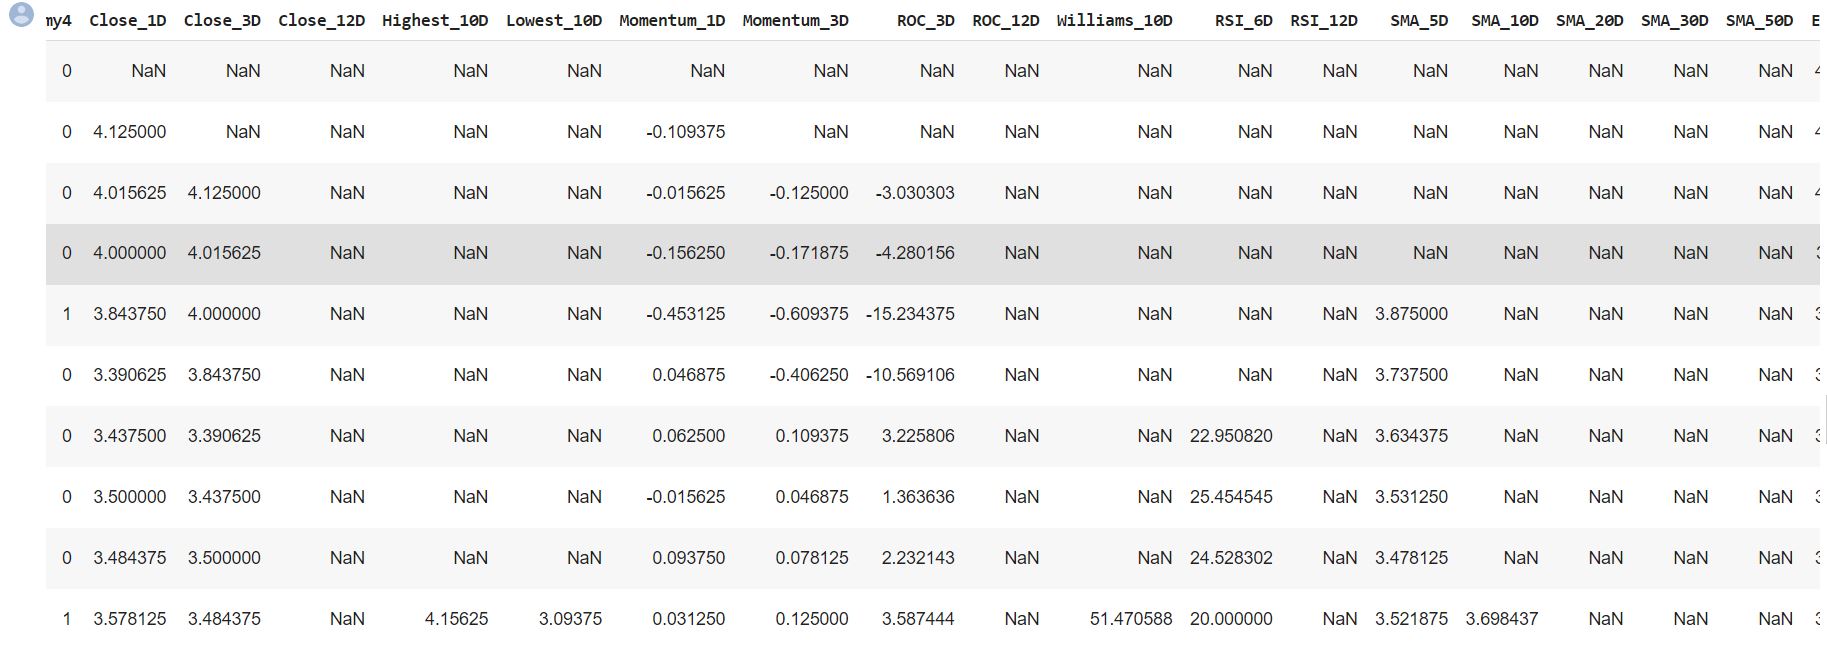 my4 Close_1D Close_3D Close_12D Highest_10D Lowest_10D Momentum_1D Momentum_3D ROC_3D ROC_12D Williams_10D RSI_6D RSI_12D SMA_5D SMA_10D SMA_20D SMA_30D SMA_50D E
0 NaN NaN NaN NaN NaN NaN NaN NaN NaN NaN NaN NaN NaN NaN NaN NaN NaN 4
0 4.125000 NaN NaN NaN NaN -0.109375 NaN NaN NaN NaN NaN NaN NaN NaN NaN NaN NaN 4
0 4.015625 4.125000 NaN NaN NaN -0.015625 -0.125000 -3.030303 NaN NaN NaN NaN NaN NaN NaN NaN NaN 4
0 4.000000 4.015625 NaN NaN NaN -0.156250 -0.171875 -4.280156 NaN NaN NaN NaN NaN NaN NaN NaN NaN 3
1 3.843750 4.000000 NaN NaN NaN -0.453125 -0.609375 -15.234375 NaN NaN NaN NaN 3.875000 NaN NaN NaN NaN 3
0 3.390625 3.843750 NaN NaN NaN 0.046875 -0.406250 -10.569106 NaN NaN NaN NaN 3.737500 NaN NaN NaN NaN 3
0 3.437500 3.390625 NaN NaN NaN 0.062500 0.109375 3.225806 NaN NaN 22.950820 NaN 3.634375 NaN NaN NaN NaN 3
0 3.500000 3.437500 NaN NaN NaN -0.015625 0.046875 1.363636 NaN NaN 25.454545 NaN 3.531250 NaN NaN NaN NaN 3
0 3.484375 3.500000 NaN NaN NaN 0.093750 0.078125 2.232143 NaN NaN 24.528302 NaN 3.478125 NaN NaN NaN NaN 3
1 3.578125 3.484375 NaN 4.15625 3.09375 0.031250 0.125000 3.587444 NaN 51.470588 20.000000 NaN 3.521875 3.698437 NaN NaN NaN 3